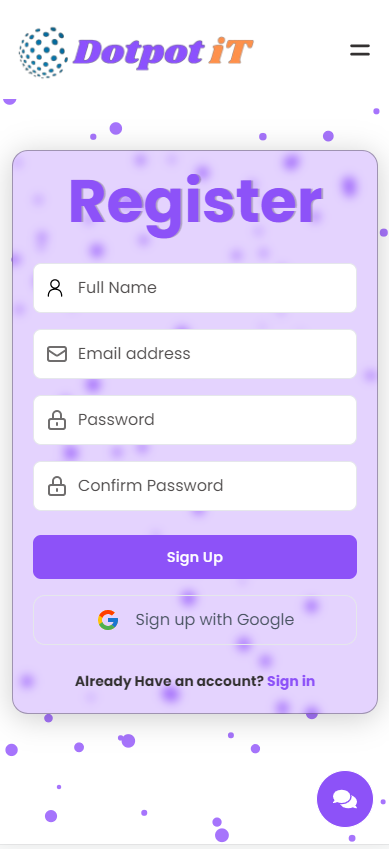 Dotpot iT
Register
Full Name
Email address
Password
Confirm Password
Sign Up
Sign up with Google
Already Have an account? Sign in